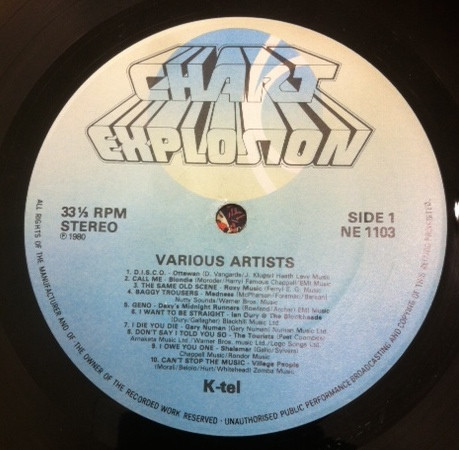 CHART
EXPLOSION
33⅓ RPM
STEREO
℗ 1980
SIDE 1
NE 1103
VARIOUS ARTISTS
1. D.I.S.C.O. - Ottawan (D. Vangarde/J. Kluger) Heath Levy Music
2. CALL ME - Blondie (Moroder/Harry) Famous Chappell/EMI Music
3. THE SAME OLD SCENE - Roxy Music (Ferry) E.G. Music
4. BAGGY TROUSERS - Madness (McPherson/Foreman)
Nutty Sounds/Warner Bros. Music
5. GENO - Dexy's Midnight Runners (Rowland/Archer) EMI Music
6. I WANT TO BE STRAIGHT - Ian Dury & The Blockheads
(Dury/Gallagher) Blackhill Music
7. I DIE YOU DIE - Gary Numan (Gary Numan) Numan Music Ltd.
8. DON'T SAY I TOLD YOU SO - The Tourists (Peet Coombes)
Music Ltd./Warner Bros. Music/Logo Songs Ltd.
9. I OWE YOU ONE - Shalamar (Gallo/Sylvers)
Chappell Music/Rondor Music
10. CAN'T STOP THE MUSIC - Village People
(Morali/Belolo/Hurt/Whitehead) Zomba Music
K-tel
ALL RIGHTS OF THE MANUFACTURER AND OF THE OWNER OF THE RECORDED WORK RESERVED · UNAUTHORISED PUBLIC PERFORMANCE BROADCASTING AND COPYING OF THIS RECORD PROHIBITED.